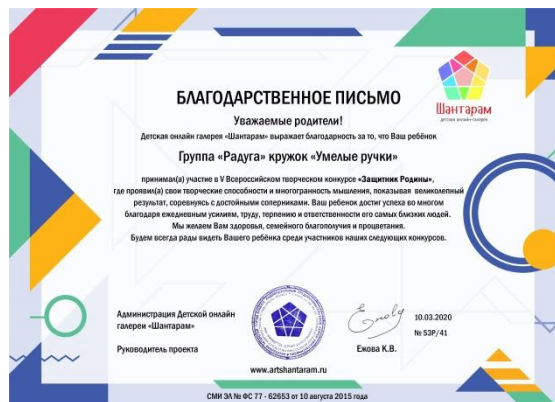 Шантарам
детская онлайн-галерея
БЛАГОДАРСТВЕННОЕ ПИСЬМО
Уважаемые родители!
Детская онлайн галерея «Шантарам» выражает благодарность за то, что Ваш ребёнок
Группа «Радуга» кружок «Умелые ручки»
принимал(а) участие в V Всероссийском творческом конкурсе «Защитник Родины»,
где проявил(а) свои творческие способности и многогранность мышления, показывая великолепный
результат, соревнуясь с достойными соперниками. Ваш ребенок достиг успеха во многом
благодаря ежедневным усилиям, труду, терпению и ответственности его самых близких людей.
Мы желаем Вам здоровья, семейного благополучия и процветания.
Будем всегда рады видеть Вашего ребёнка среди участников наших следующих конкурсов.
Администрация Детской онлайн
галереи «Шантарам»
10.03.2020
№ 53Р/41
Руководитель проекта
Ежова К.В.
www.artshantaram.ru
СМИ ЭЛ № ФС 77 - 62653 от 10 августа 2015 года